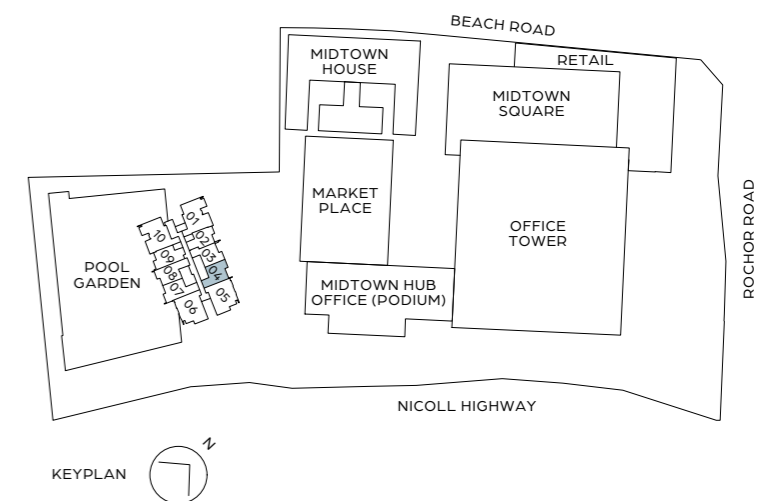 BEACH ROAD
MIDTOWN
HOUSE
RETAIL
MIDTOWN
SQUARE
MARKET
PLACE
OFFICE
TOWER
ROCHOR ROAD
01
02
03
04
05
10
09
08
07
06
POOL
GARDEN
MIDTOWN HUB
OFFICE (PODIUM)
NICOLL HIGHWAY
N
KEYPLAN